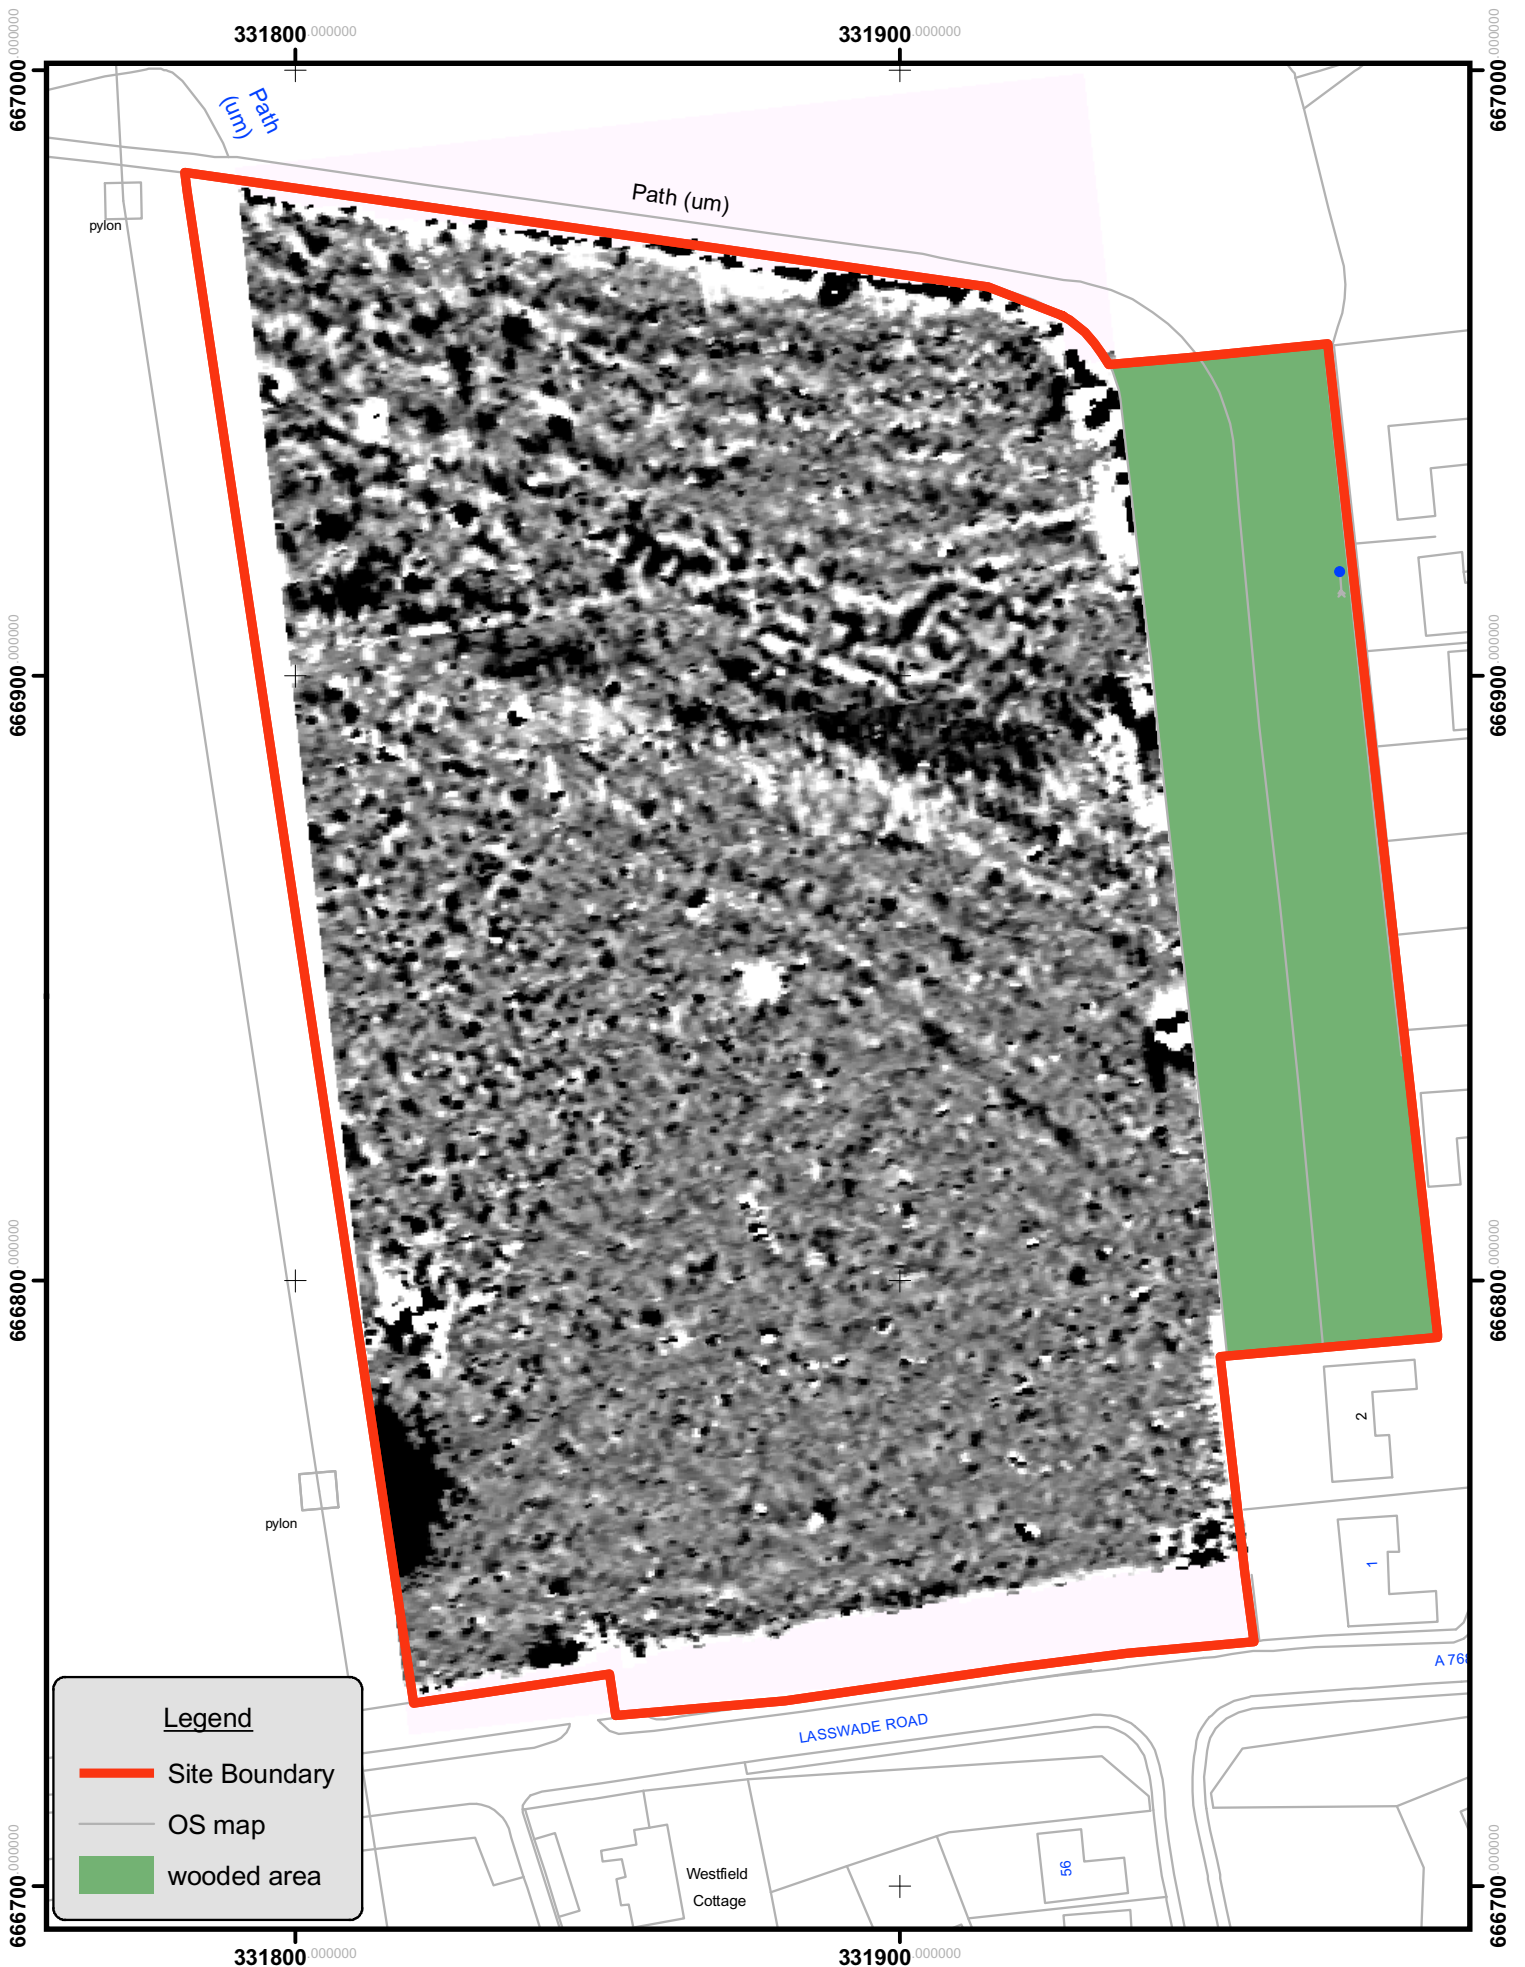 331800.000000
331900.000000
667000.000000
667000.000000
Path
(um)
Path (um)
pylon
666900.000000
666900.000000
666800.000000
666800.000000
2
pylon
1
A 768
LASSWADE ROAD
Legend
Site Boundary
OS map
wooded area
Westfield
Cottage
56
666700.000000
666700.000000
331800.000000
331900.000000